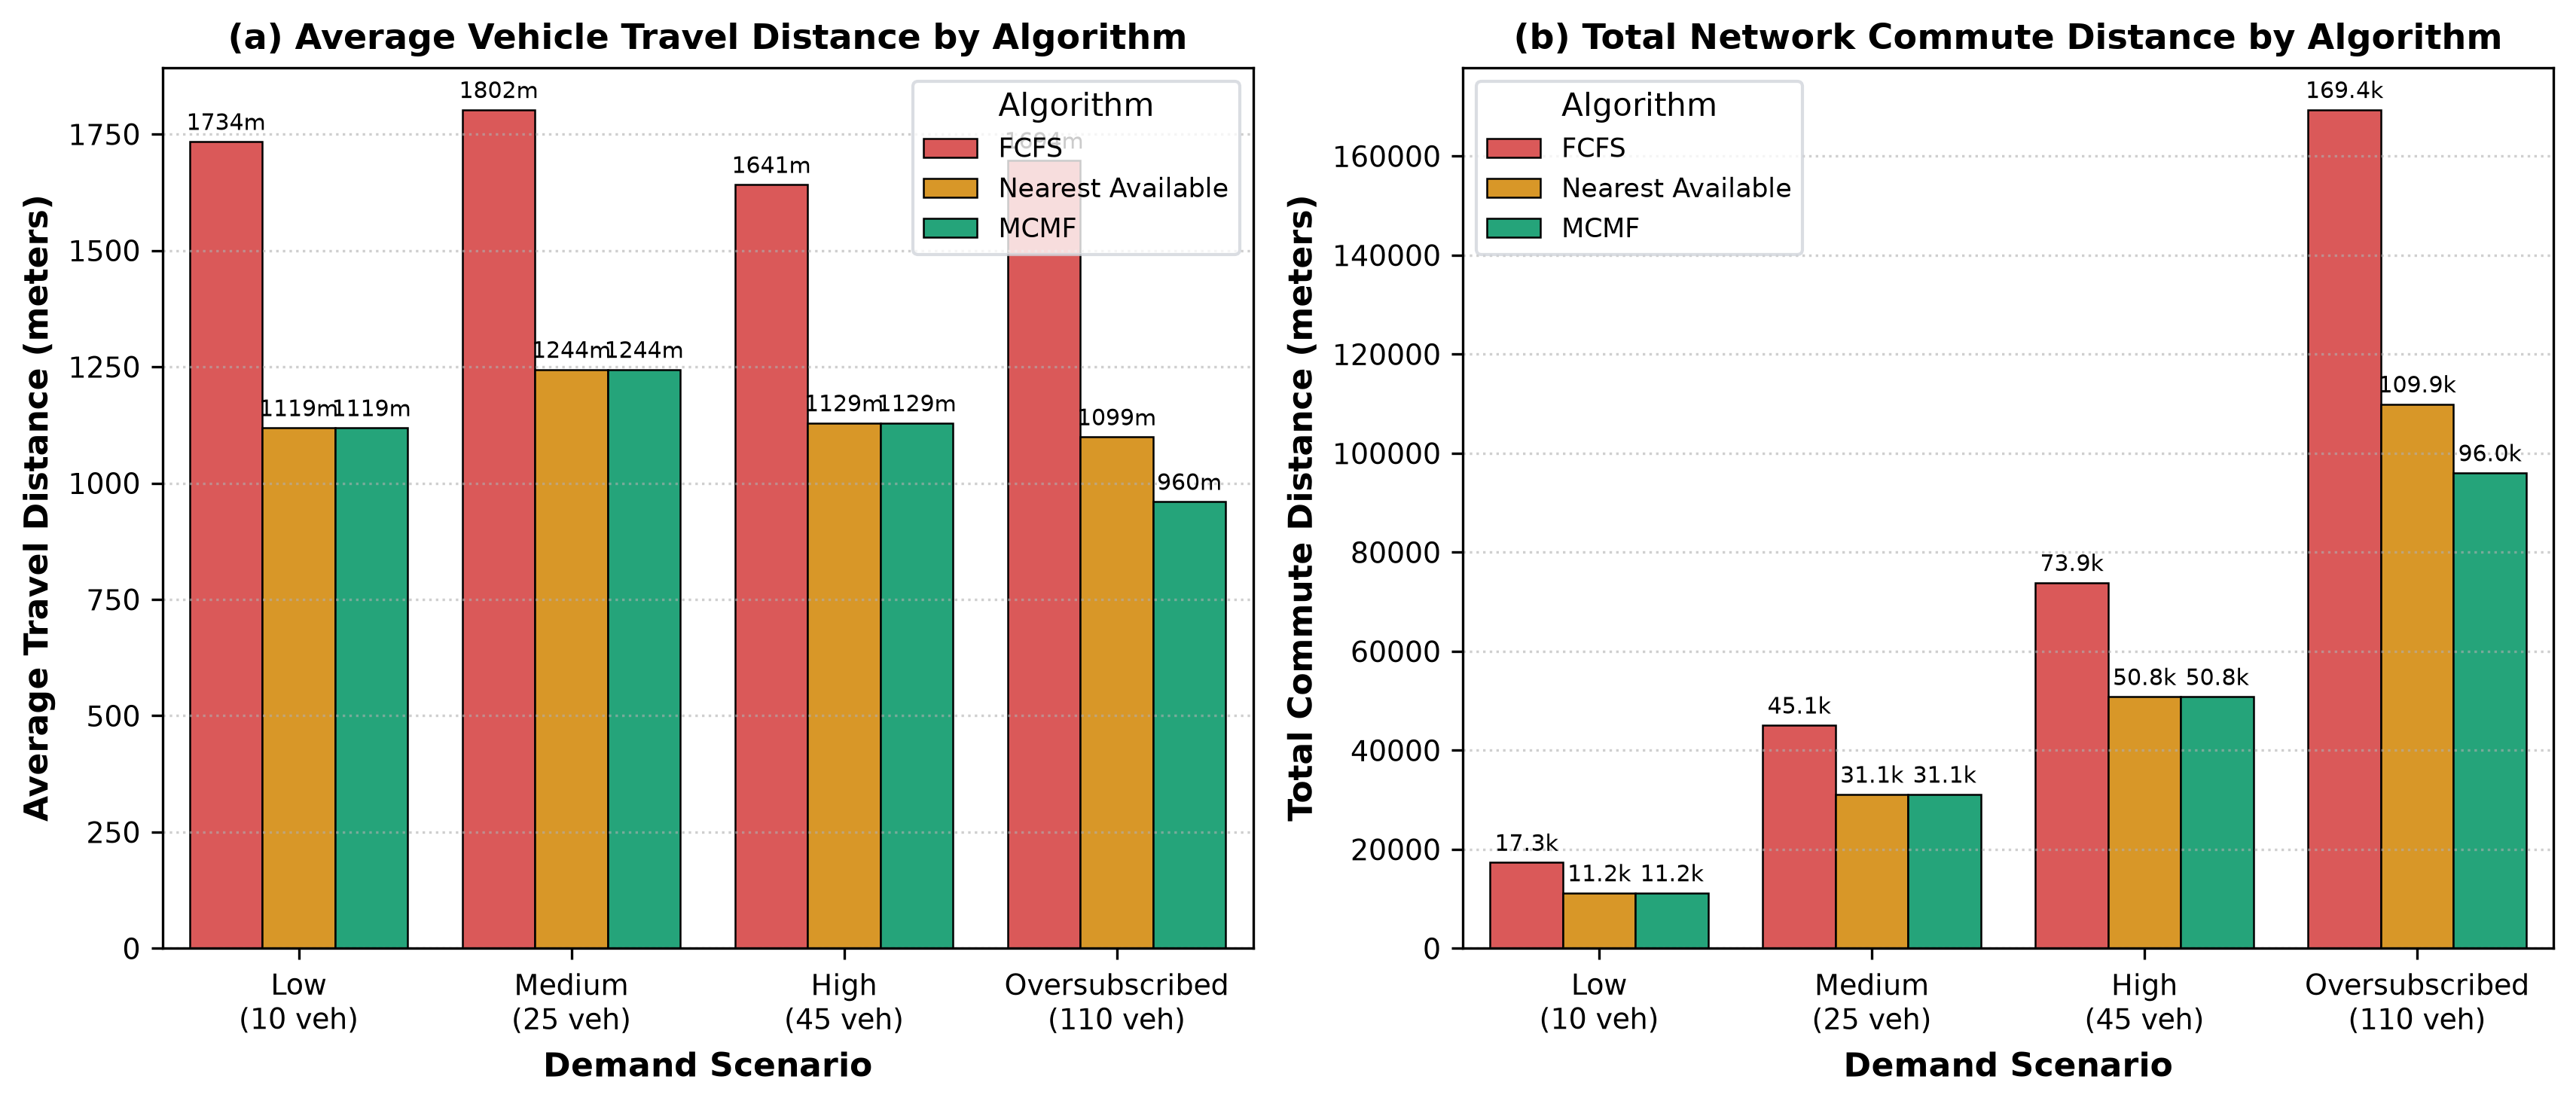 (a) Average Vehicle Travel Distance by Algorithm
Average Travel Distance (meters)
1750
1500
1250
1000
750
500
250
0
1734m
1119m
1119m
1802m
1244m
1244m
1641m
1129m
1129m
1694m
1099m
960m
Algorithm
FCFS
Nearest Available
MCMF
Low
(10 veh)
Medium
(25 veh)
High
(45 veh)
Oversubscribed
(110 veh)
Demand Scenario
(b) Total Network Commute Distance by Algorithm
Total Commute Distance (meters)
160000
140000
120000
100000
80000
60000
40000
20000
0
Algorithm
FCFS
Nearest Available
MCMF
17.3k
11.2k
11.2k
45.1k
31.1k
31.1k
73.9k
50.8k
50.8k
169.4k
109.9k
96.0k
Low
(10 veh)
Medium
(25 veh)
High
(45 veh)
Oversubscribed
(110 veh)
Demand Scenario